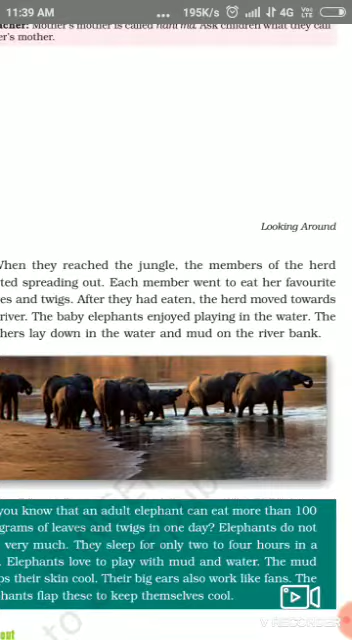 11:39 AM ... 195K/s 4G VoLTE
acher: Mother's mother is called nani ma. Ask children what they call
er's mother.
Looking Around
When they reached the jungle, the members of the herd
ted spreading out. Each member went to eat her favourite
es and twigs. After they had eaten, the herd moved towards
river. The baby elephants enjoyed playing in the water. The
hers lay down in the water and mud on the river bank.
you know that an adult elephant can eat more than 100
grams of leaves and twigs in one day? Elephants do not
very much. They sleep for only two to four hours in a
. Elephants love to play with mud and water. The mud
ps their skin cool. Their big ears also work like fans. The
hants flap these to keep themselves cool.
out
to